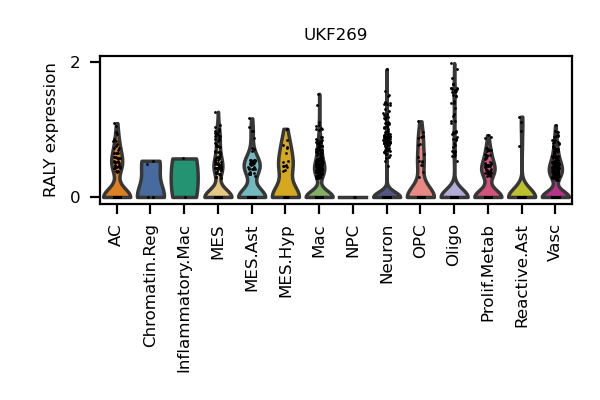 UKF269
RALY expression
2
0
AC
Chromatin.Reg
Inflammatory.Mac
MES
MES.Ast
MES.Hyp
Mac
NPC
Neuron
OPC
Oligo
Prolif.Metab
Reactive.Ast
Vasc